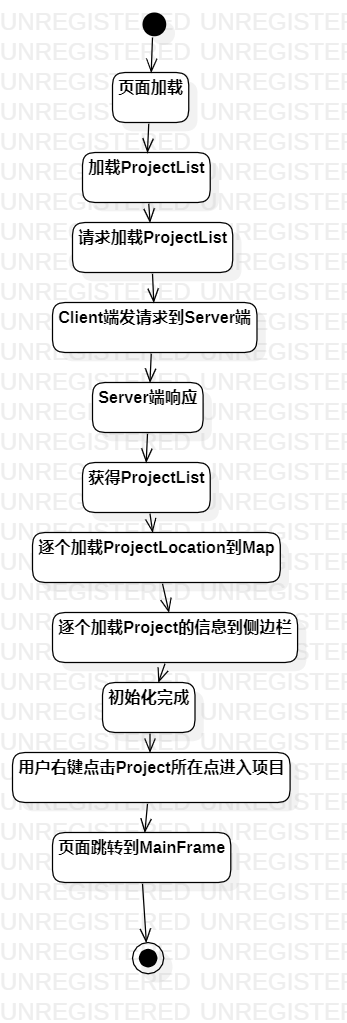 页面加载
加载ProjectList
请求加载ProjectList
Client端发请求到Server端
Server端响应
获得ProjectList
逐个加载ProjectLocation到Map
逐个加载Project的信息到侧边栏
初始化完成
用户右键点击Project所在点进入项目
页面跳转到MainFrame